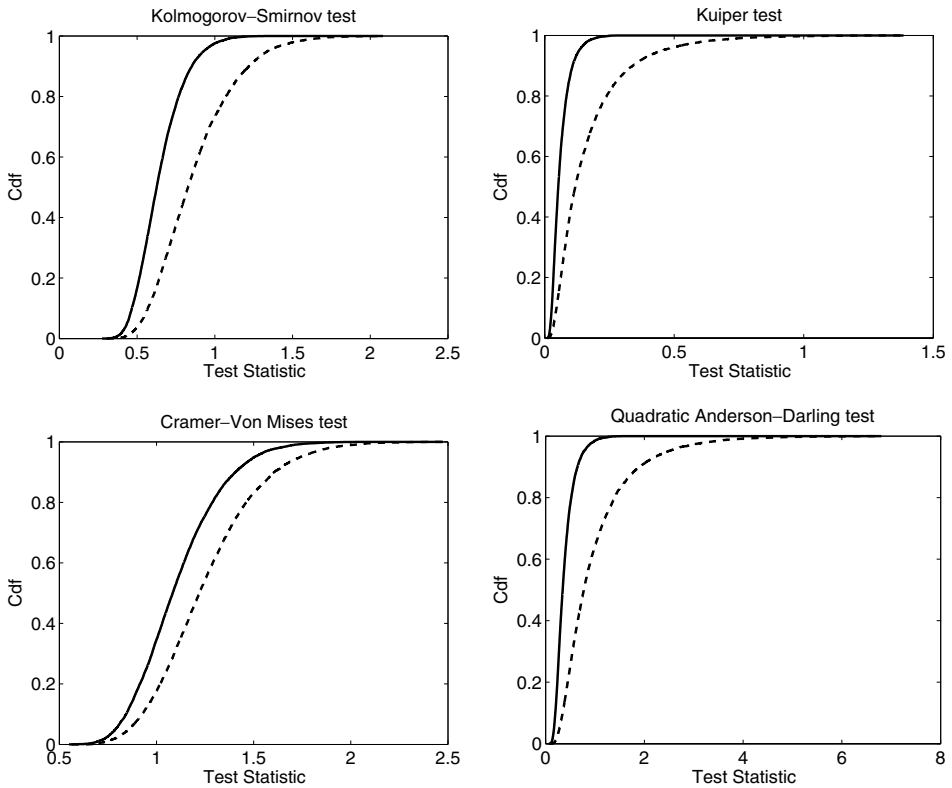 Kolmogorov−Smirnov test
1
0.8
0.6
0.4
0.2
0
Cdf
0 0.5 1 1.5 2 2.5
Test Statistic
Kuiper test
1
0.8
0.6
0.4
0.2
0
Cdf
0 0.5 1 1.5
Test Statistic
Cramer−Von Mises test
1
0.8
0.6
0.4
0.2
0
Cdf
0.5 1 1.5 2 2.5
Test Statistic
Quadratic Anderson−Darling test
1
0.8
0.6
0.4
0.2
0
Cdf
0 2 4 6 8
Test Statistic